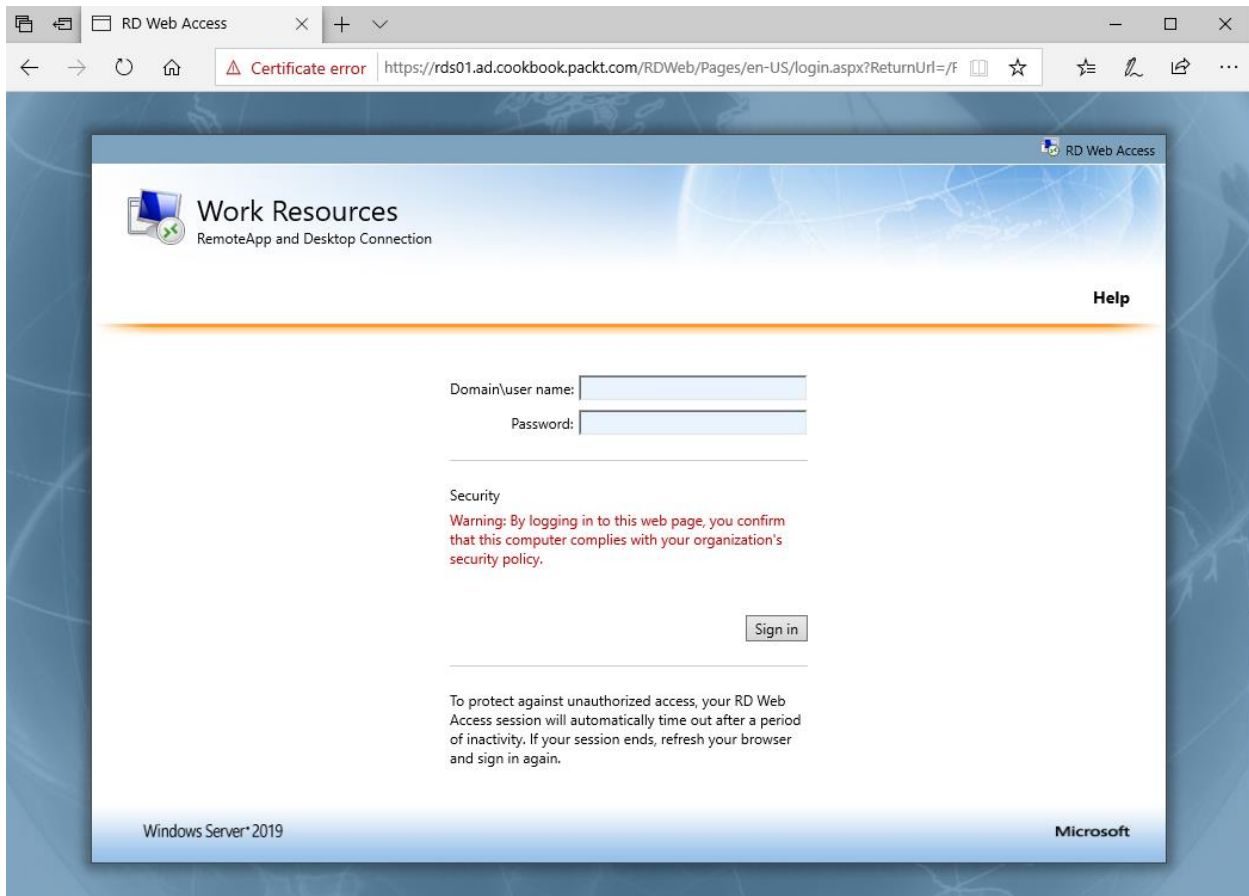 RD Web Access
Certificate error https://rds01.ad.cookbook.packt.com/RDWeb/Pages/en-US/login.aspx?ReturnUrl=/
RD Web Access
Work Resources
RemoteApp and Desktop Connection
Help
Domain\user name:
Password:
Security
Warning: By logging in to this web page, you confirm
that this computer complies with your organization's
security policy.
Sign in
To protect against unauthorized access, your RD Web
Access session will automatically time out after a period
of inactivity. If your session ends, refresh your browser
and sign in again.
Windows Server® 2019
Microsoft